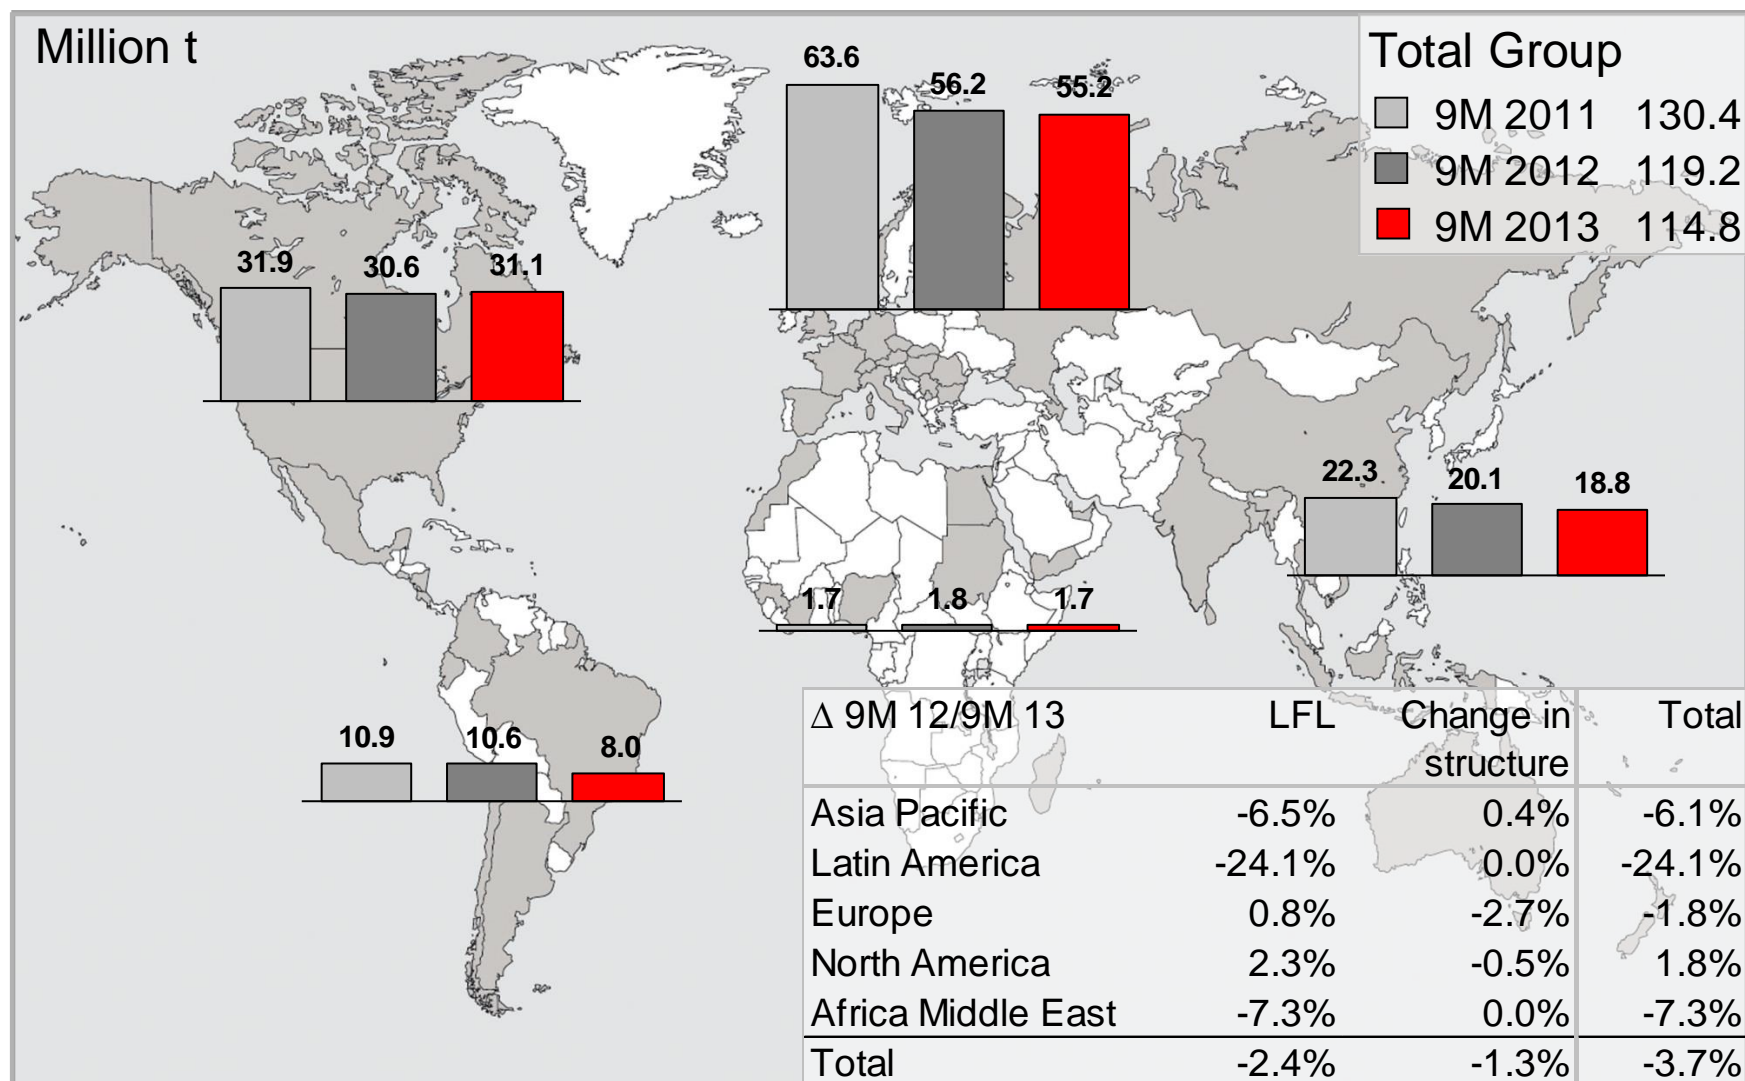 Million t
Total Group
9M 2011 130.4
9M 2012 119.2
9M 2013 114.8
63.6 56.2 55.2
31.9 30.6 31.1
22.3 20.1 18.8
1.7 1.8 1.7
10.9 10.6 8.0
Δ 9M 12/9M 13 LFL Change in Total
structure
Asia Pacific -6.5% 0.4% -6.1%
Latin America -24.1% 0.0% -24.1%
Europe 0.8% -2.7% -1.8%
North America 2.3% -0.5% 1.8%
Africa Middle East -7.3% 0.0% -7.3%
Total -2.4% -1.3% -3.7%